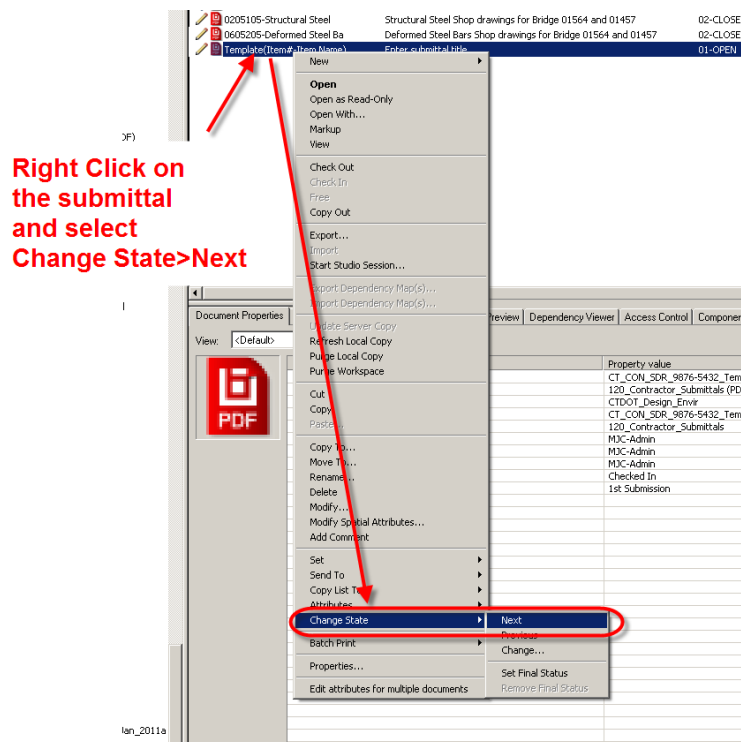 0205105-Structural Steel Structural Steel Shop drawings for Bridge 01564 and 01457 02-CLOSE
0605205-Deformed Steel Ba Deformed Steel Bars Shop drawings for Bridge 01564 and 01457 02-CLOSE
Template(Item#-Item Name) Enter submittal title 01-OPEN
New
Open
Open as Read-Only
Open With...
Markup
View
DF)
Right Click on
the submittal
and select
Change State>Next
Check Out
Check In
Free
Copy Out
Export...
Import
Start Studio Session...
Export Dependency Map(s)...
Import Dependency Map(s)...
Document Properties Preview Dependency Viewer Access Control Componen
Update Server Copy
View: <Default> Refresh Local Copy
Purge Local Copy
Purge Workspace
Property value
CT_CON_SDR_9876-5432_Tem
120_Contractor_Submittals (PD
CTDOT_Design_Envir
CT_CON_SDR_9876-5432_Tem
120_Contractor_Submittals
MJC-Admin
MJC-Admin
MJC-Admin
Checked In
1st Submission
PDF
Cut
Copy
Paste...
Copy To...
Move To...
Rename...
Delete
Modify...
Modify Spatial Attributes...
Add Comment
Set
Send To
Copy List To
Attributes
Change State Next
Previous
Batch Print Change...
Properties... Set Final Status
Edit attributes for multiple documents Remove Final Status
Jan_2011a